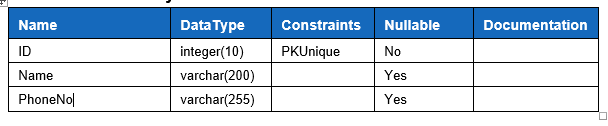 Name DataType Constraints Nullable Documentation
ID integer(10) PKUnique No
Name varchar(200) Yes
PhoneNo varchar(255) Yes